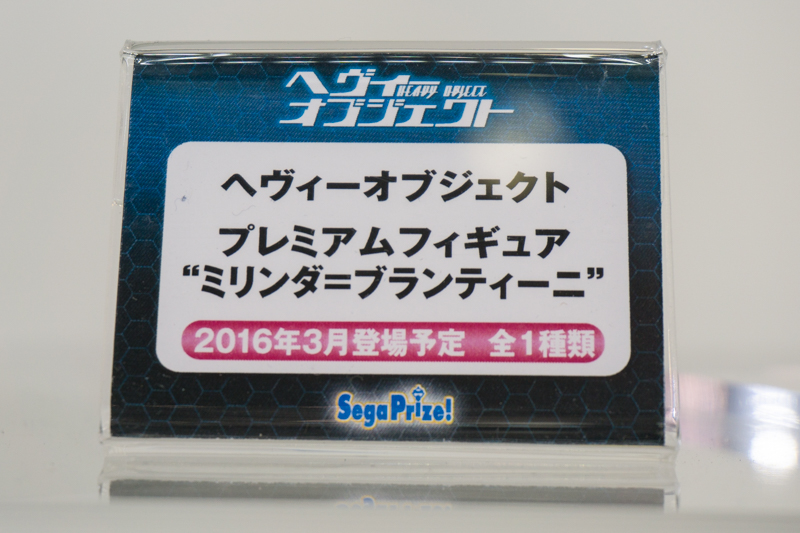 ヘヴィー
HEAVY OBJECT
オブジェクト
ヘヴィーオブジェクト
プレミアムフィギュア
“ミリンダ=ブランティーニ”
2016年3月登場予定 全1種類
SegaPrize!